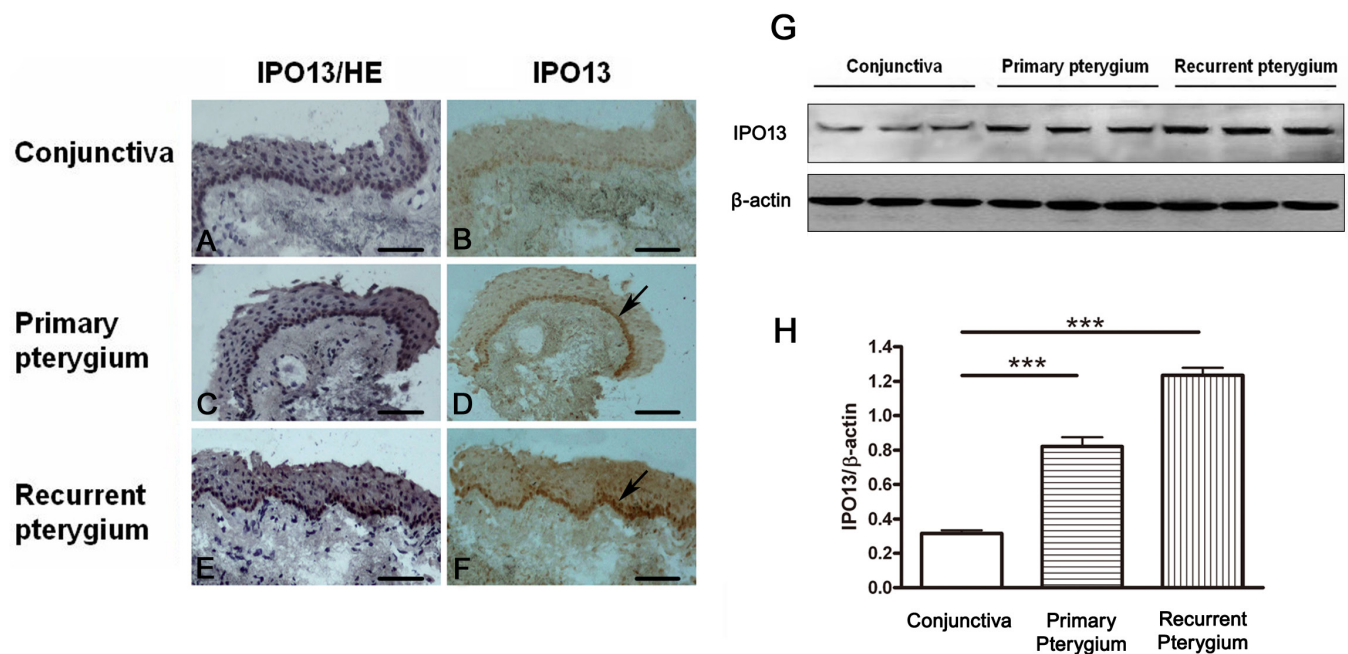 IPO13/HE
IPO13
Conjunctiva
A
B
Primary
pterygium
C
D
Recurrent
pterygium
E
F
G
Conjunctiva
Primary pterygium
Recurrent pterygium
IPO13
β-actin
H
***
***
IPO13/β-actin
1.4
1.2
1.0
0.8
0.6
0.4
0.2
0.0
Conjunctiva
Primary
Pterygium
Recurrent
Pterygium